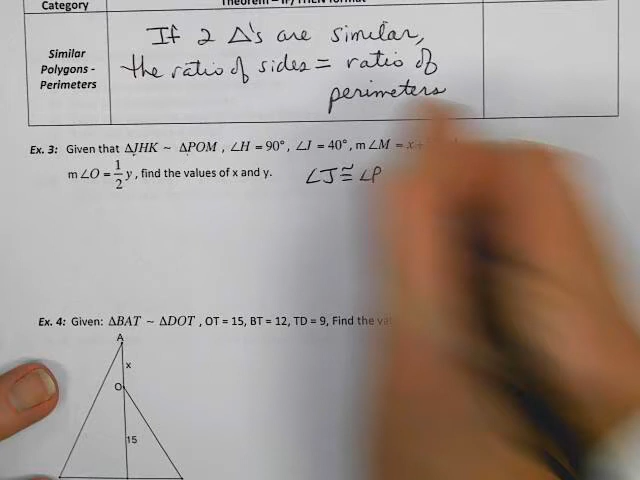 Category Theorem – IF/THEN format
If 2 Δ's are similar,
Similar
Polygons -
Perimeters
the ratio of sides = ratio of
perimeters
Ex. 3: Given that ΔJHK ~ ΔPOM , ∠H = 90°, ∠J = 40°, m∠M = x+
m∠O = 1/2 y , find the values of x and y. ∠J ≅ ∠P
Ex. 4: Given: ΔBAT ~ ΔDOT , OT = 15, BT = 12, TD = 9, Find the
A
x
O
15